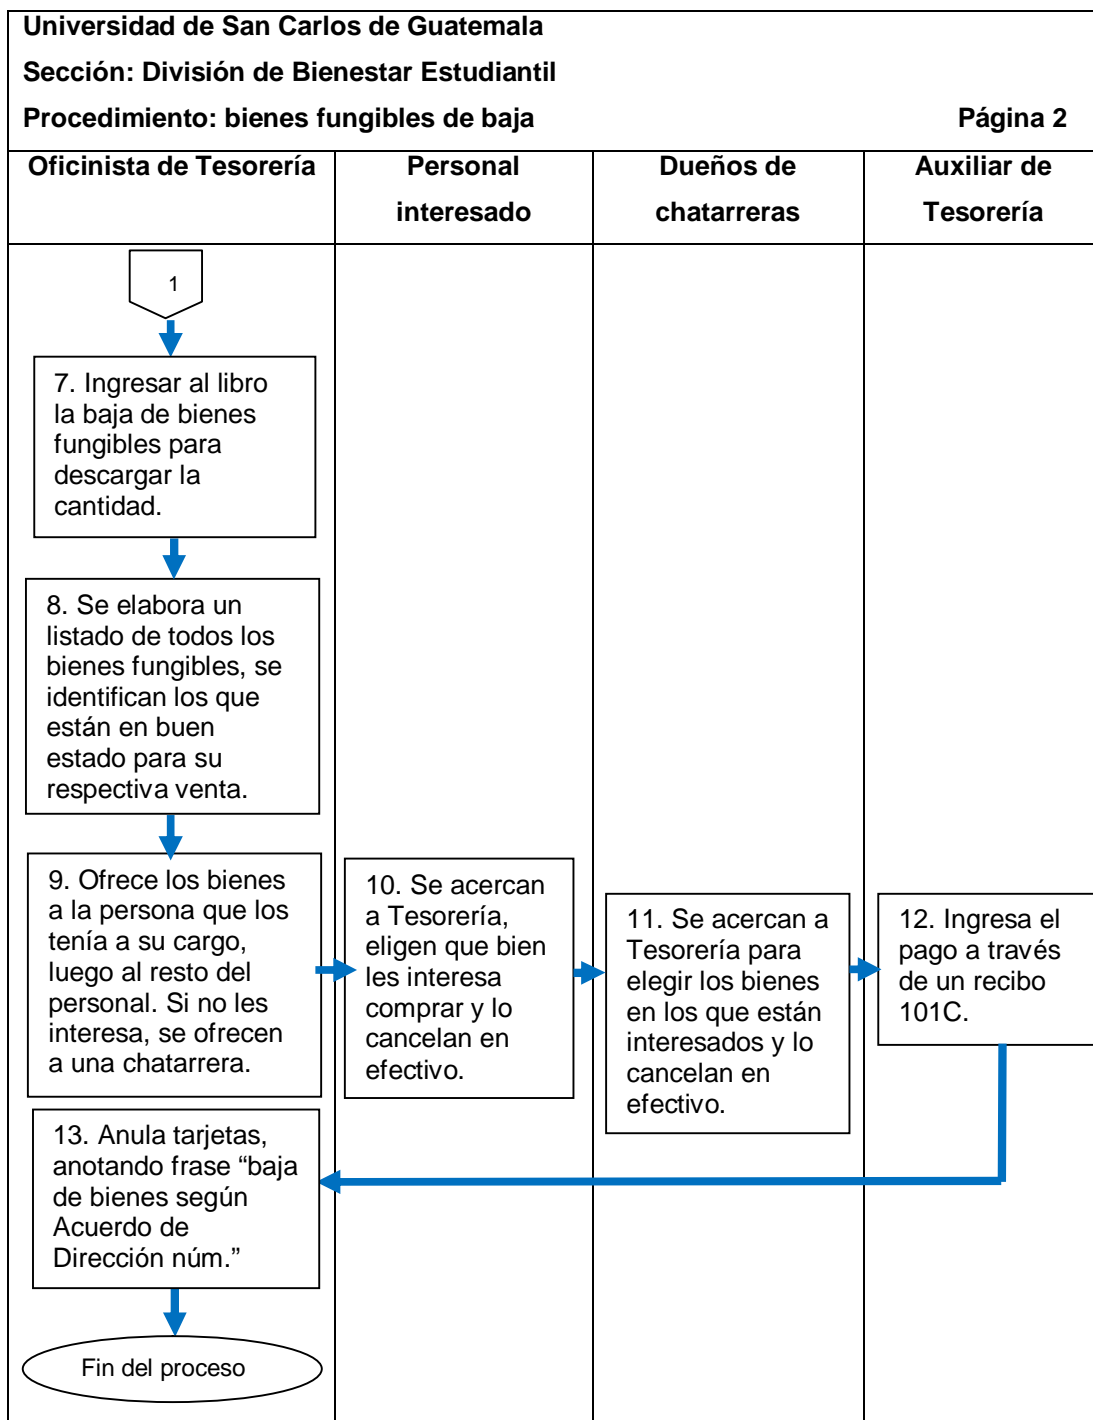 Universidad de San Carlos de Guatemala
Sección: División de Bienestar Estudiantil
Procedimiento: bienes fungibles de baja Página 2
Oficinista de Tesorería
Personal
interesado
Dueños de
chatarreras
Auxiliar de
Tesorería
1
7. Ingresar al libro
la baja de bienes
fungibles para
descargar la
cantidad.
8. Se elabora un
listado de todos los
bienes fungibles, se
identifican los que
están en buen
estado para su
respectiva venta.
9. Ofrece los bienes
a la persona que los
tenía a su cargo,
luego al resto del
personal. Si no les
interesa, se ofrecen
a una chatarrera.
10. Se acercan
a Tesorería,
eligen que bien
les interesa
comprar y lo
cancelan en
efectivo.
11. Se acercan a
Tesorería para
elegir los bienes
en los que están
interesados y lo
cancelan en
efectivo.
12. Ingresa el
pago a través
de un recibo
101C.
13. Anula tarjetas,
anotando frase “baja
de bienes según
Acuerdo de
Dirección núm.”
Fin del proceso